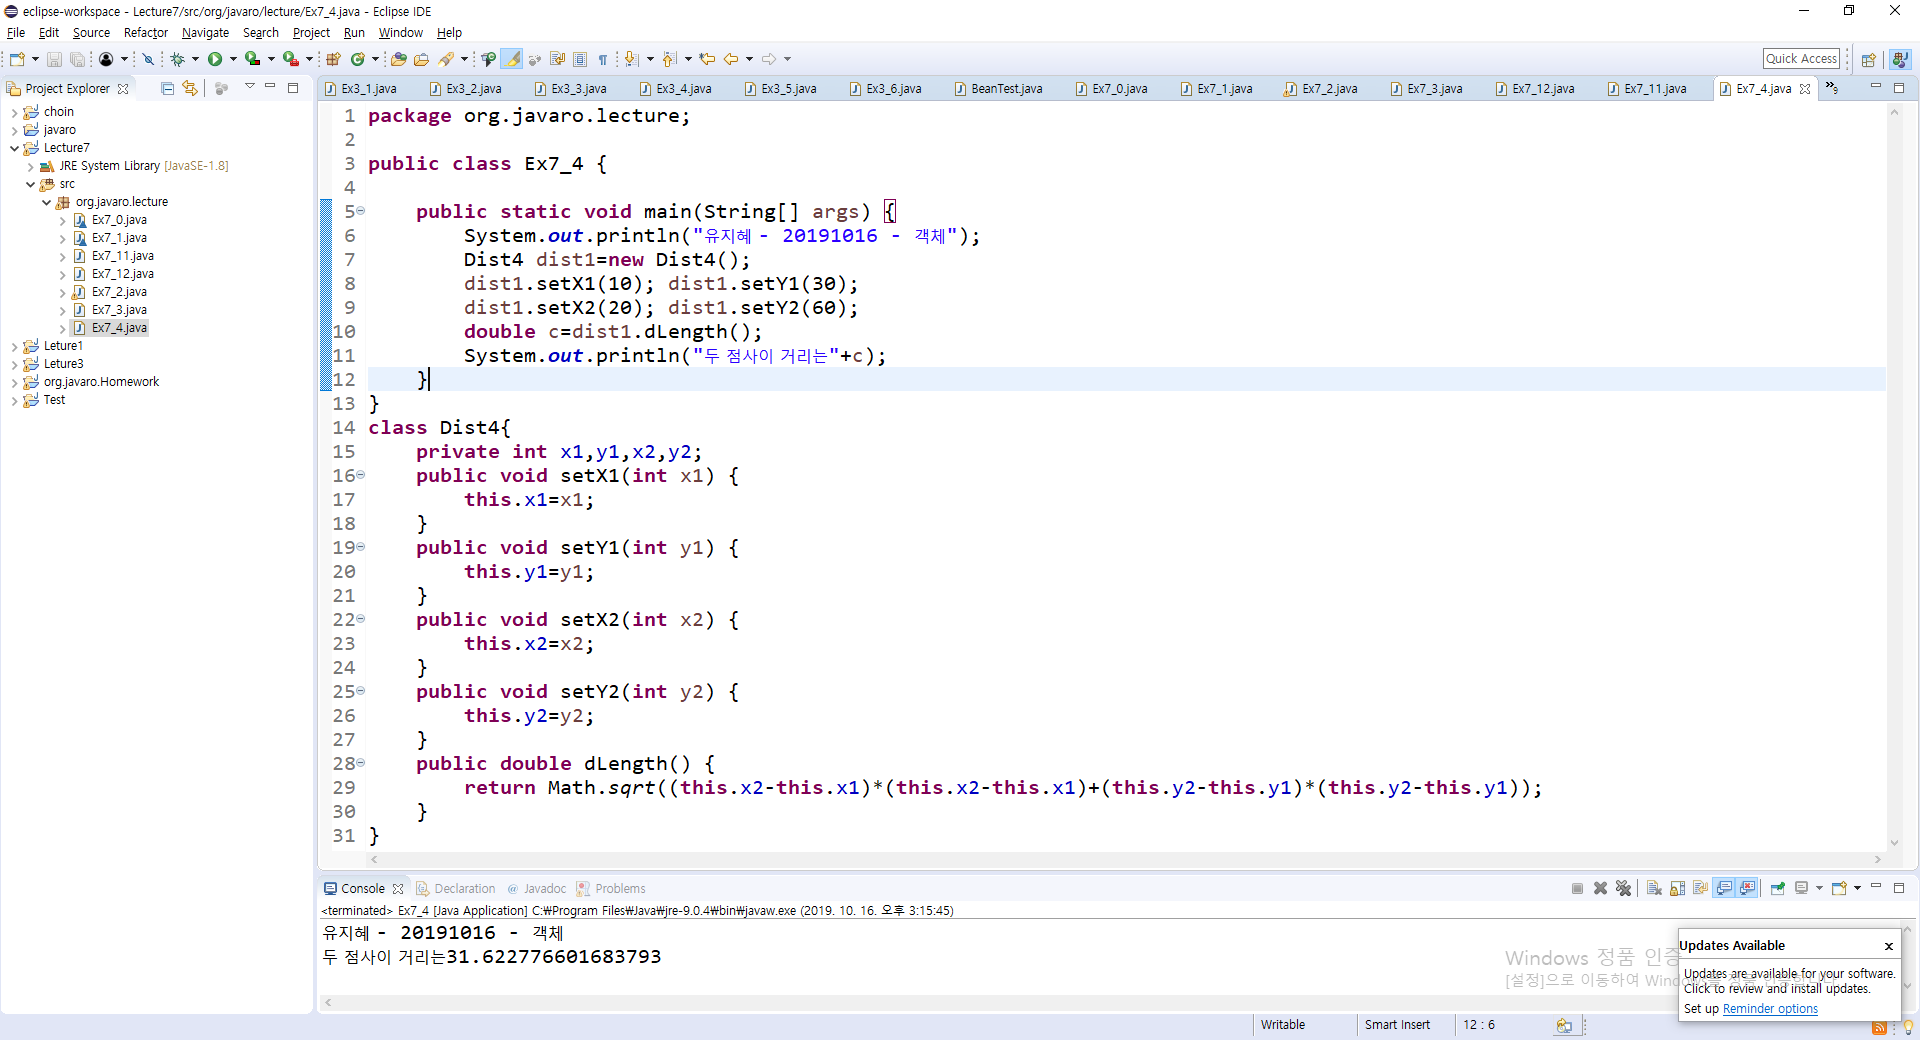 eclipse-workspace - Lecture7/src/org/javaro/lecture/Ex7_4.java - Eclipse IDE
File Edit Source Refactor Navigate Search Project Run Window Help
Quick Access
Project Explorer
Ex3_1.java Ex3_2.java Ex3_3.java Ex3_4.java Ex3_5.java Ex3_6.java BeanTest.java Ex7_0.java Ex7_1.java Ex7_2.java Ex7_3.java Ex7_12.java Ex7_11.java Ex7_4.java »9
choin
javaro
Lecture7
JRE System Library [JavaSE-1.8]
src
org.javaro.lecture
Ex7_0.java
Ex7_1.java
Ex7_11.java
Ex7_12.java
Ex7_2.java
Ex7_3.java
Ex7_4.java
Leture1
Leture3
org.javaro.Homework
Test
1 package org.javaro.lecture;
2
3 public class Ex7_4 {
4
5 public static void main(String[] args) {
6 System.out.println("유지혜 - 20191016 - 객체");
7 Dist4 dist1=new Dist4();
8 dist1.setX1(10); dist1.setY1(30);
9 dist1.setX2(20); dist1.setY2(60);
10 double c=dist1.dLength();
11 System.out.println("두 점사이 거리는"+c);
12 }
13 }
14 class Dist4{
15 private int x1,y1,x2,y2;
16 public void setX1(int x1) {
17 this.x1=x1;
18 }
19 public void setY1(int y1) {
20 this.y1=y1;
21 }
22 public void setX2(int x2) {
23 this.x2=x2;
24 }
25 public void setY2(int y2) {
26 this.y2=y2;
27 }
28 public double dLength() {
29 return Math.sqrt((this.x2-this.x1)*(this.x2-this.x1)+(this.y2-this.y1)*(this.y2-this.y1));
30 }
31 }
Console Declaration @ Javadoc Problems
<terminated> Ex7_4 [Java Application] C:₩Program Files₩Java₩jre-9.0.4₩bin₩javaw.exe (2019. 10. 16. 오후 3:15:45)
유지혜 - 20191016 - 객체
두 점사이 거리는31.622776601683793
Windows 정품 인증
[설정]으로 이동하여
Updates Available
Updates are available for your software.
Click to review and install updates.
Set up Reminder options
Writable Smart Insert 12 : 6